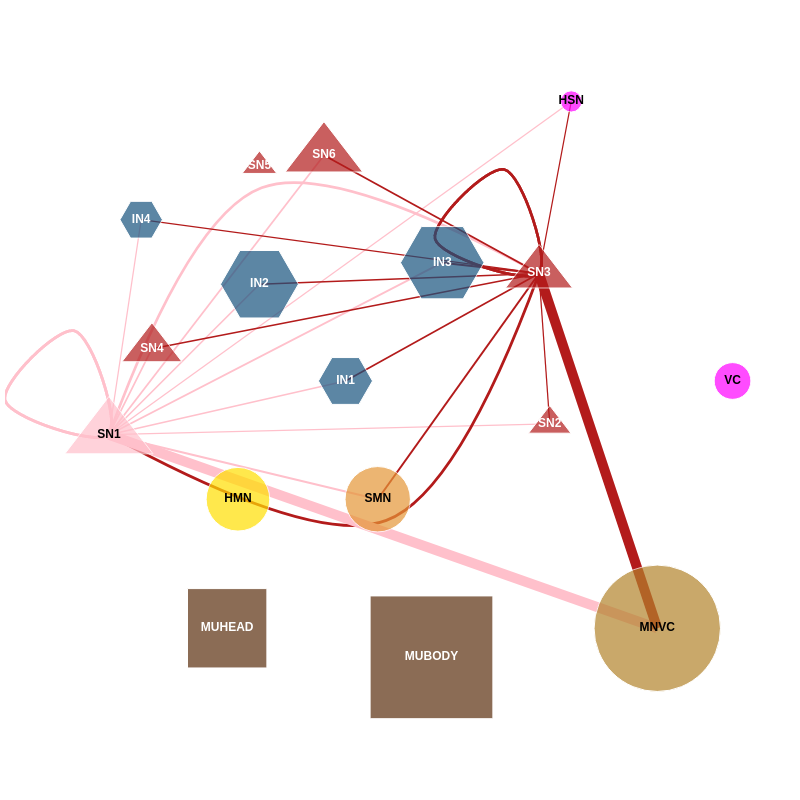 HSN
SN6
SN5
IN4
IN3
SN3
IN2
SN4
IN1
VC
SN2
SN1
HMN
SMN
MUHEAD
MNVC
MUBODY